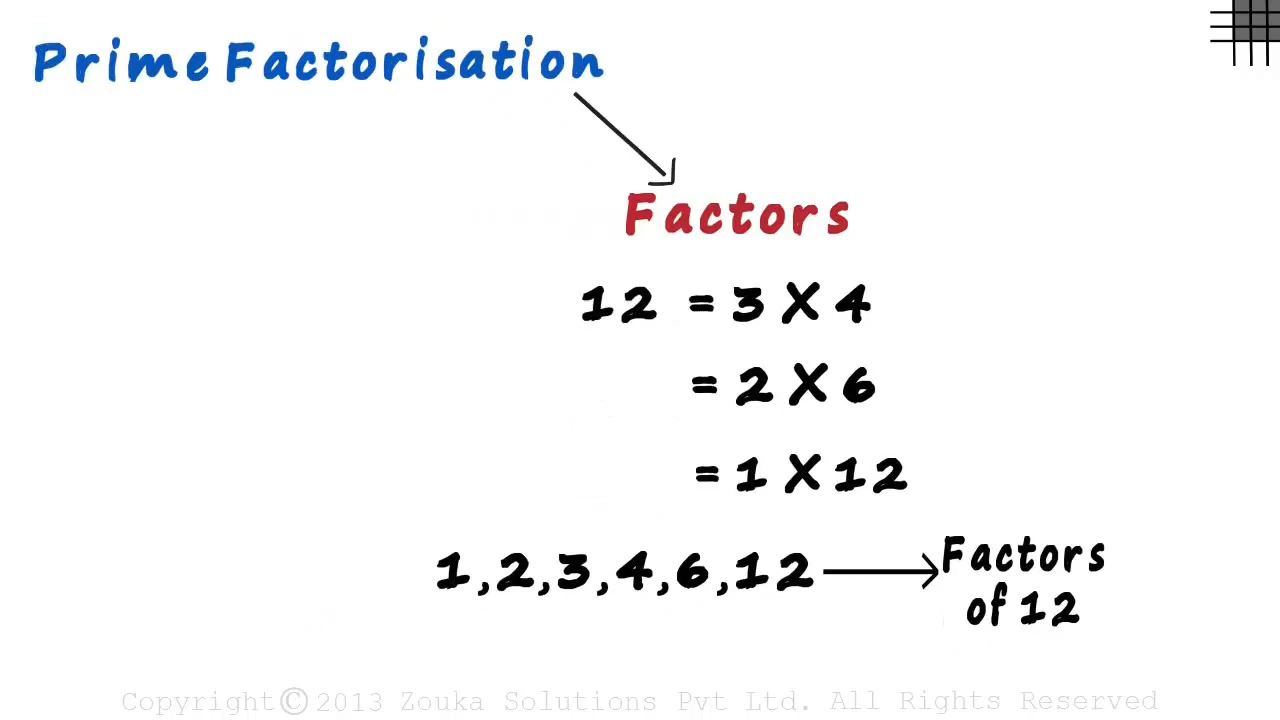 Prime Factorisation
Factors
12 = 3 X 4
= 2 X 6
= 1 X 12
1,2,3,4,6,12
Factors
of 12
Copyright© 2013 Zouka Solutions Pvt Ltd. All Rights Reserved